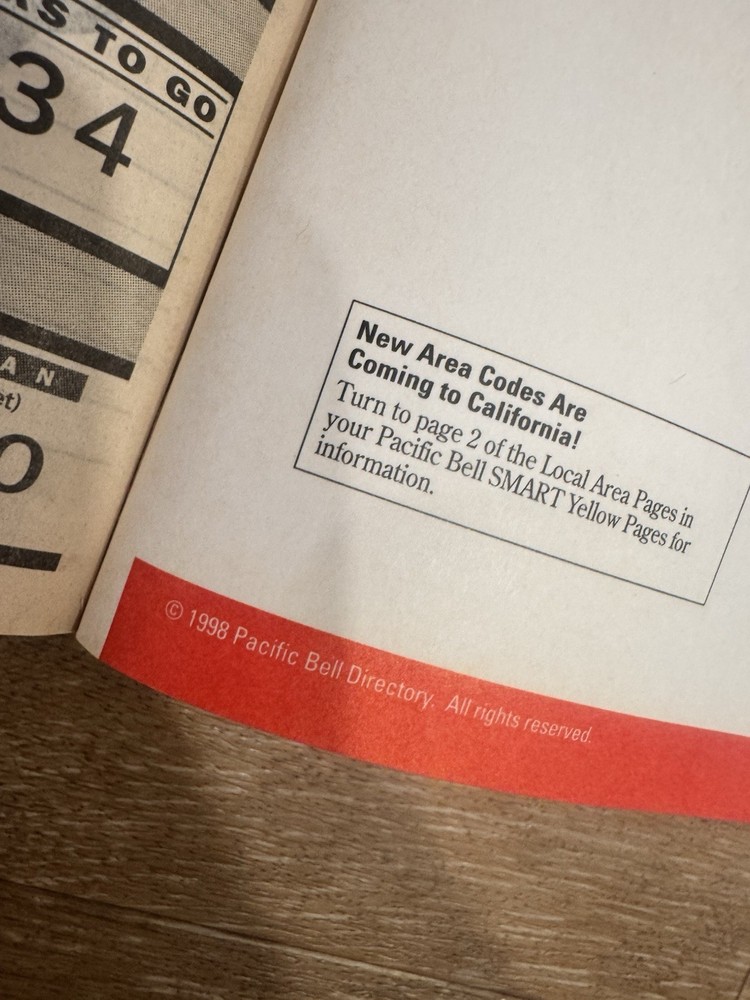 TO GO
34
AN
O
New Area Codes Are
Coming to California!
Turn to page 2 of the Local Area Pages in
your Pacific Bell SMART Yellow Pages for
information.
© 1998 Pacific Bell Directory. All rights reserved.